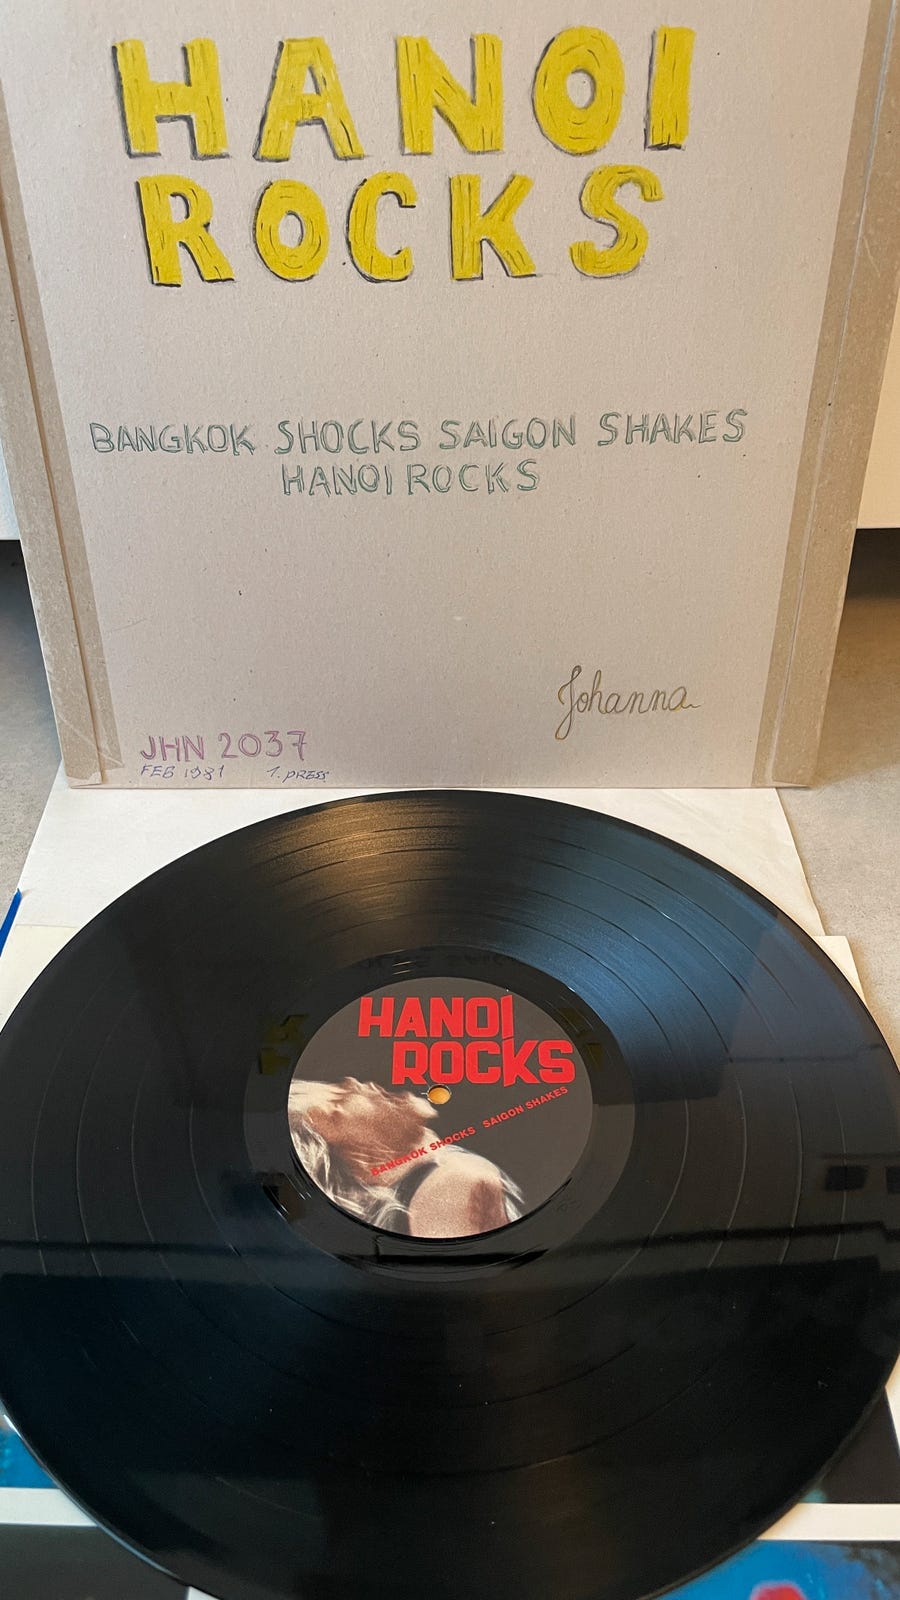 HANOI
ROCKS
BANGKOK SHOCKS SAIGON SHAKES
HANOI ROCKS
Johanna
JHN 2037
FEB 1981 1. PRESS
HANOI
ROCKS
BANGKOK SHOCKS SAIGON SHAKES